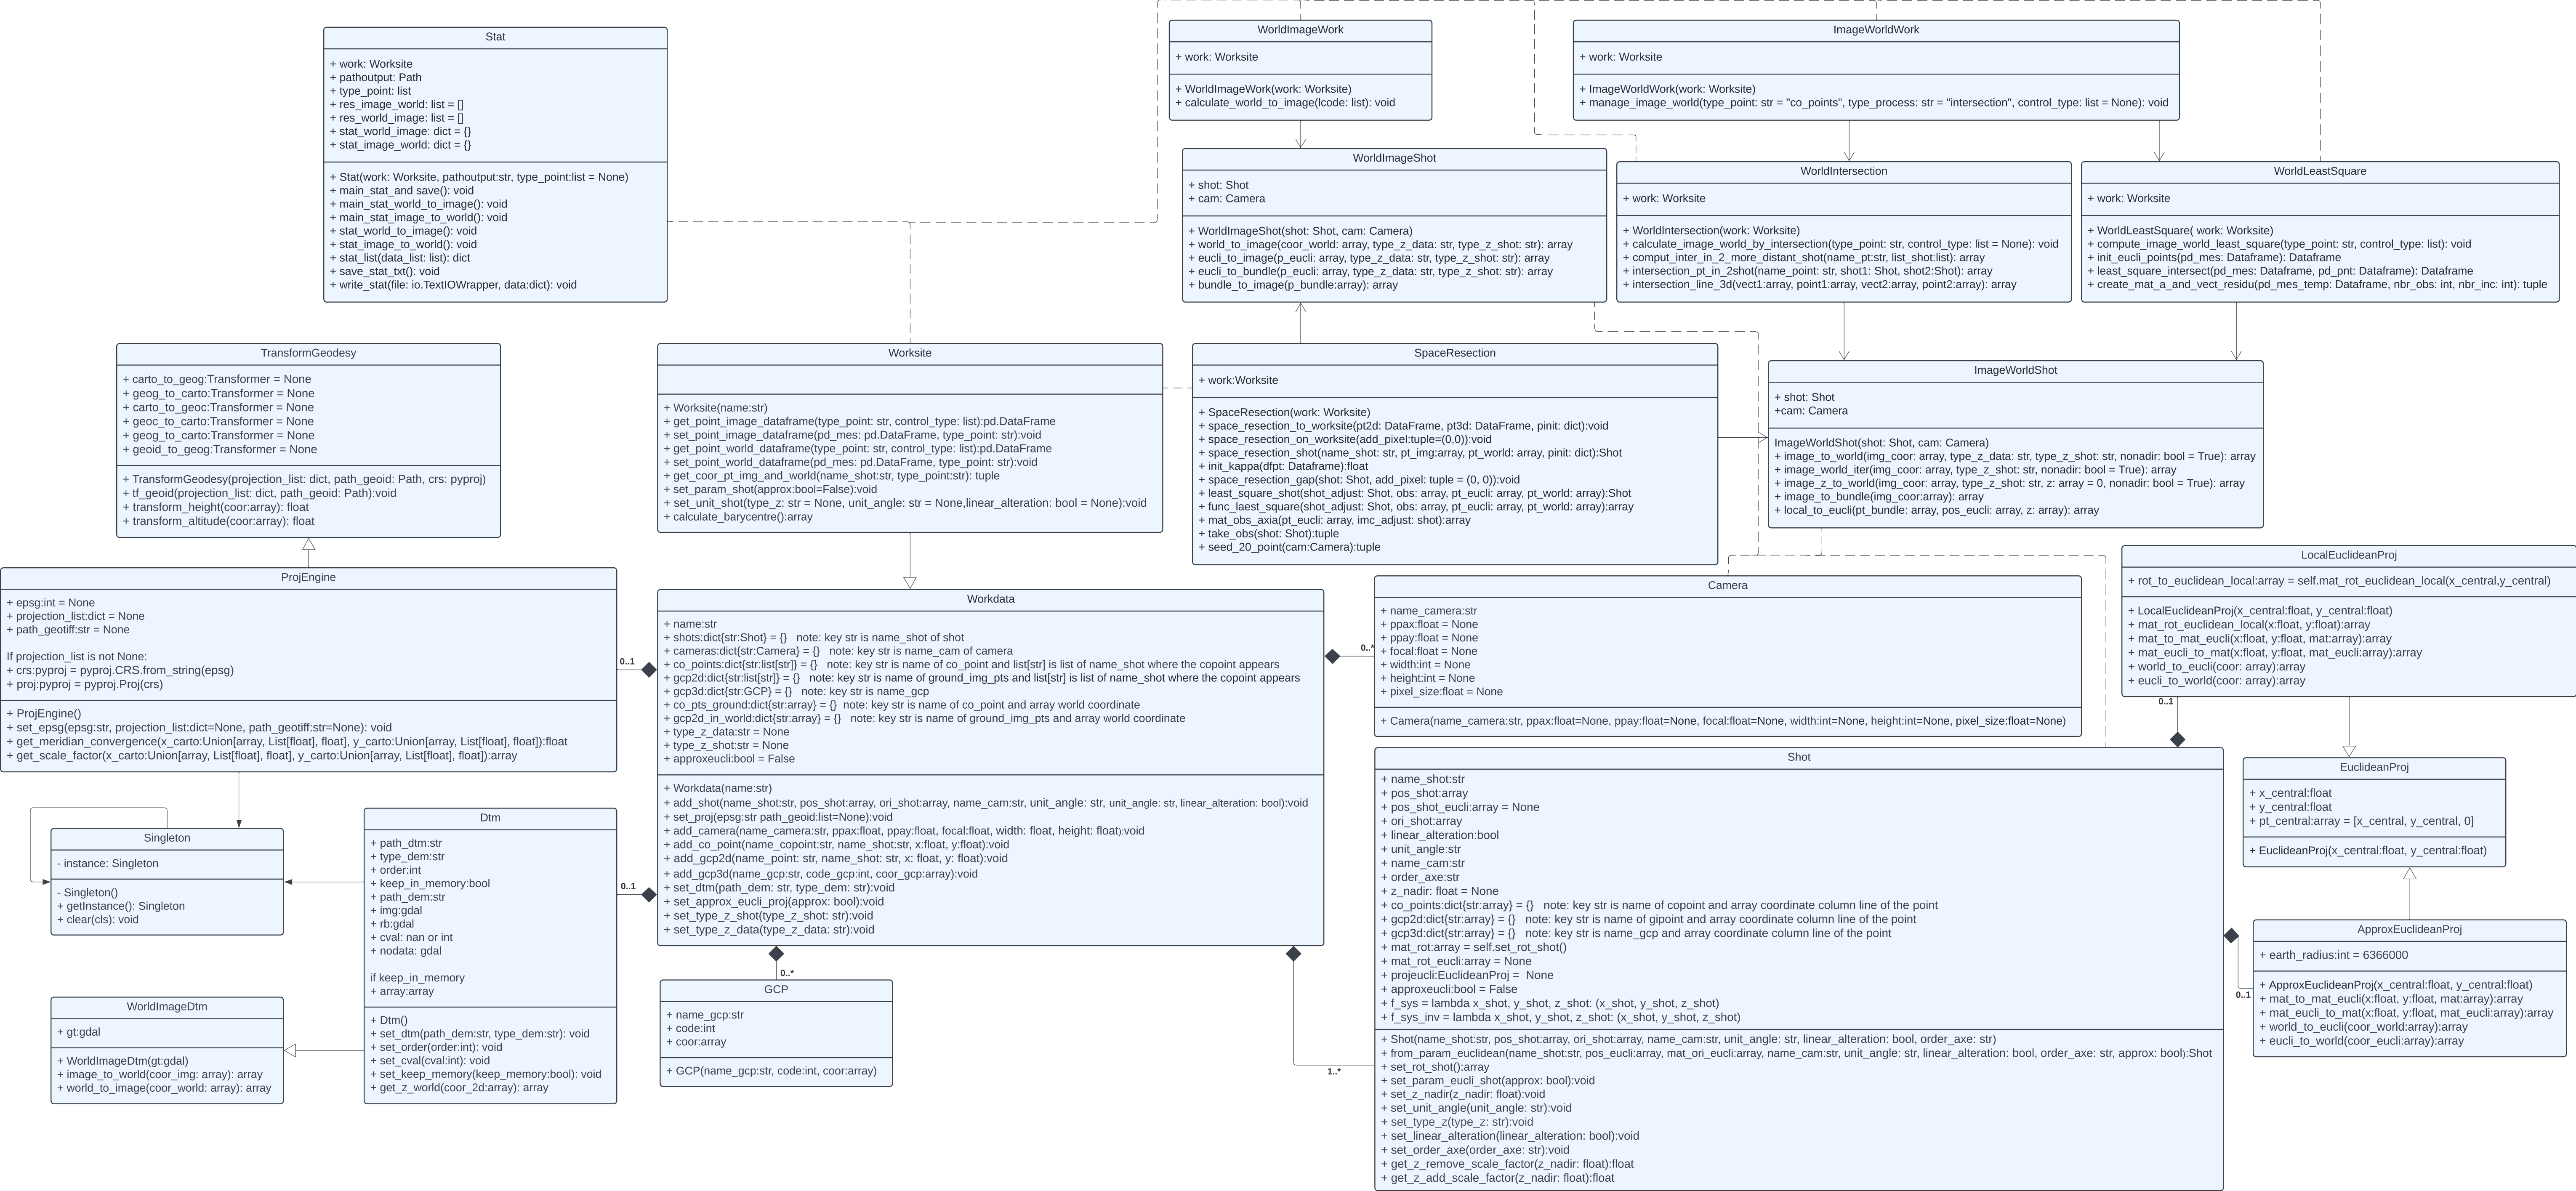 Stat
+ work: Worksite
+ pathoutput: Path
+ type_point: list
+ res_image_world: list = []
+ res_world_image: list = []
+ stat_world_image: dict = {}
+ stat_image_world: dict = {}
+ Stat(work: Worksite, pathoutput:str, type_point:list = None)
+ main_stat_and save(): void
+ main_stat_world_to_image(): void
+ main_stat_image_to_world(): void
+ stat_world_to_image(): void
+ stat_image_to_world(): void
+ stat_list(data_list: list): dict
+ save_stat_txt(): void
+ write_stat(file: io.TextIOWrapper, data:dict): void
WorldImageWork
+ work: Worksite
+ WorldImageWork(work: Worksite)
+ calculate_world_to_image(lcode: list): void
ImageWorldWork
+ work: Worksite
+ ImageWorldWork(work: Worksite)
+ manage_image_world(type_point: str = "co_points", type_process: str = "intersection", control_type: list = None): void
WorldImageShot
+ shot: Shot
+ cam: Camera
+ WorldImageShot(shot: Shot, cam: Camera)
+ world_to_image(coor_world: array, type_z_data: str, type_z_shot: str): array
+ eucli_to_image(p_eucli: array, type_z_data: str, type_z_shot: str): array
+ eucli_to_bundle(p_eucli: array, type_z_data: str, type_z_shot: str): array
+ bundle_to_image(p_bundle:array): array
WorldIntersection
+ work: Worksite
+ WorldIntersection(work: Worksite)
+ calculate_image_world_by_intersection(type_point: str, control_type: list = None): void
+ comput_inter_in_2_more_distant_shot(name_pt:str, list_shot:list): array
+ intersection_pt_in_2shot(name_point: str, shot1: Shot, shot2:Shot): array
+ intersection_line_3d(vect1:array, point1:array, vect2:array, point2:array): array
WorldLeastSquare
+ work: Worksite
+ WorldLeastSquare( work: Worksite)
+ compute_image_world_least_square(type_point: str, control_type: list): void
+ init_eucli_points(pd_mes: Dataframe): Dataframe
+ least_square_intersect(pd_mes: Dataframe, pd_pnt: Dataframe): Dataframe
+ create_mat_a_and_vect_residu(pd_mes_temp: Dataframe, nbr_obs: int, nbr_inc: int): tuple
TransformGeodesy
+ carto_to_geog:Transformer = None
+ geog_to_carto:Transformer = None
+ carto_to_geoc:Transformer = None
+ geoc_to_carto:Transformer = None
+ geog_to_carto:Transformer = None
+ geoid_to_geog:Transformer = None
+ TransformGeodesy(projection_list: dict, path_geoid: Path, crs: pyproj)
+ tf_geoid(projection_list: dict, path_geoid: Path):void
+ transform_height(coor:array): float
+ transform_altitude(coor:array): float
Worksite
+ Worksite(name:str)
+ get_point_image_dataframe(type_point: str, control_type: list):pd.DataFrame
+ set_point_image_dataframe(pd_mes: pd.DataFrame, type_point: str):void
+ get_point_world_dataframe(type_point: str, control_type: list):pd.DataFrame
+ set_point_world_dataframe(pd_mes: pd.DataFrame, type_point: str):void
+ get_coor_pt_img_and_world(name_shot:str, type_point:str): tuple
+ set_param_shot(approx:bool=False):void
+ set_unit_shot(type_z: str = None, unit_angle: str = None,linear_alteration: bool = None):void
+ calculate_barycentre():array
SpaceResection
+ work:Worksite
+ SpaceResection(work: Worksite)
+ space_resection_to_worksite(pt2d: DataFrame, pt3d: DataFrame, pinit: dict):void
+ space_resection_on_worksite(add_pixel:tuple=(0,0)):void
+ space_resection_shot(name_shot: str, pt_img:array, pt_world: array, pinit: dict):Shot
+ init_kappa(dfpt: Dataframe):float
+ space_resection_gap(shot: Shot, add_pixel: tuple = (0, 0)):void
+ least_square_shot(shot_adjust: Shot, obs: array, pt_eucli: array, pt_world: array):Shot
+ func_laest_square(shot_adjust: Shot, obs: array, pt_eucli: array, pt_world: array):array
+ mat_obs_axia(pt_eucli: array, imc_adjust: shot):array
+ take_obs(shot: Shot):tuple
+ seed_20_point(cam:Camera):tuple
ImageWorldShot
+ shot: Shot
+cam: Camera
ImageWorldShot(shot: Shot, cam: Camera)
+ image_to_world(img_coor: array, type_z_data: str, type_z_shot: str, nonadir: bool = True): array
+ image_world_iter(img_coor: array, type_z_shot: str, nonadir: bool = True): array
+ image_z_to_world(img_coor: array, type_z_shot: str, z: array = 0, nonadir: bool = True): array
+ image_to_bundle(img_coor:array): array
+ local_to_eucli(pt_bundle: array, pos_eucli: array, z: array): array
ProjEngine
+ epsg:int = None
+ projection_list:dict = None
+ path_geotiff:str = None
If projection_list is not None:
+ crs:pyproj = pyproj.CRS.from_string(epsg)
+ proj:pyproj = pyproj.Proj(crs)
+ ProjEngine()
+ set_epsg(epsg:str, projection_list:dict=None, path_geotiff:str=None): void
+ get_meridian_convergence(x_carto:Union[array, List[float], float], y_carto:Union[array, List[float], float]):float
+ get_scale_factor(x_carto:Union[array, List[float], float], y_carto:Union[array, List[float], float]):array
0..1
Workdata
+ name:str
+ shots:dict{str:Shot} = {}   note: key str is name_shot of shot
+ cameras:dict{str:Camera} = {}   note: key str is name_cam of camera
+ co_points:dict{str:list[str]} = {}   note: key str is name of co_point and list[str] is list of name_shot where the copoint appears
+ gcp2d:dict{str:list[str]} = {}   note: key str is name of ground_img_pts and list[str] is list of name_shot where the copoint appears
+ gcp3d:dict{str:GCP} = {}   note: key str is name_gcp
+ co_pts_ground:dict{str:array} = {}  note: key str is name of co_point and array world coordinate
+ gcp2d_in_world:dict{str:array} = {}   note: key str is name of ground_img_pts and array world coordinate
+ type_z_data:str = None
+ type_z_shot:str = None
+ approxeucli:bool = False
+ Workdata(name:str)
+ add_shot(name_shot:str, pos_shot:array, ori_shot:array, name_cam:str, unit_angle: str, unit_angle: str, linear_alteration: bool):void
+ set_proj(epsg:str path_geoid:list=None):void
+ add_camera(name_camera:str, ppax:float, ppay:float, focal:float, width: float, height: float):void
+ add_co_point(name_copoint:str, name_shot:str, x:float, y:float):void
+ add_gcp2d(name_point: str, name_shot: str, x: float, y: float):void
+ add_gcp3d(name_gcp:str, code_gcp:int, coor_gcp:array):void
+ set_dtm(path_dem: str, type_dem: str):void
+ set_approx_eucli_proj(approx: bool):void
+ set_type_z_shot(type_z_shot: str):void
+ set_type_z_data(type_z_data: str):void
0..*
Camera
+ name_camera:str
+ ppax:float = None
+ ppay:float = None
+ focal:float = None
+ width:int = None
+ height:int = None
+ pixel_size:float = None
+ Camera(name_camera:str, ppax:float=None, ppay:float=None, focal:float=None, width:int=None, height:int=None, pixel_size:float=None)
LocalEuclideanProj
+ rot_to_euclidean_local:array = self.mat_rot_euclidean_local(x_central,y_central)
+ LocalEuclideanProj(x_central:float, y_central:float)
+ mat_rot_euclidean_local(x:float, y:float):array
+ mat_to_mat_eucli(x:float, y:float, mat:array):array
+ mat_eucli_to_mat(x:float, y:float, mat_eucli:array):array
+ world_to_eucli(coor: array):array
+ eucli_to_world(coor: array):array
0..1
Singleton
- instance: Singleton
- Singleton()
+ getInstance(): Singleton
+ clear(cls): void
Dtm
+ path_dtm:str
+ type_dem:str
+ order:int
+ keep_in_memory:bool
+ path_dem:str
+ img:gdal
+ rb:gdal
+ cval: nan or int
+ nodata: gdal
if keep_in_memory
+ array:array
+ Dtm()
+ set_dtm(path_dem:str, type_dem:str): void
+ set_order(order:int): void
+ set_cval(cval:int): void
+ set_keep_memory(keep_memory:bool): void
+ get_z_world(coor_2d:array): array
0..1
WorldImageDtm
+ gt:gdal
+ WorldImageDtm(gt:gdal)
+ image_to_world(coor_img: array): array
+ world_to_image(coor_world: array): array
0..*
GCP
+ name_gcp:str
+ code:int
+ coor:array
+ GCP(name_gcp:str, code:int, coor:array)
1..*
Shot
+ name_shot:str
+ pos_shot:array
+ pos_shot_eucli:array = None
+ ori_shot:array
+ linear_alteration:bool
+ unit_angle:str
+ name_cam:str
+ order_axe:str
+ z_nadir: float = None
+ co_points:dict{str:array} = {}   note: key str is name of copoint and array coordinate column line of the point
+ gcp2d:dict{str:array} = {}   note: key str is name of gipoint and array coordinate column line of the point
+ gcp3d:dict{str:array} = {}   note: key str is name_gcp and array coordinate column line of the point
+ mat_rot:array = self.set_rot_shot()
+ mat_rot_eucli:array = None
+ projeucli:EuclideanProj =  None
+ approxeucli:bool = False
+ f_sys = lambda x_shot, y_shot, z_shot: (x_shot, y_shot, z_shot)
+ f_sys_inv = lambda x_shot, y_shot, z_shot: (x_shot, y_shot, z_shot)
+ Shot(name_shot:str, pos_shot:array, ori_shot:array, name_cam:str, unit_angle: str, linear_alteration: bool, order_axe: str)
+ from_param_euclidean(name_shot:str, pos_eucli:array, mat_ori_eucli:array, name_cam:str, unit_angle: str, linear_alteration: bool, order_axe: str, approx: bool):Shot
+ set_rot_shot():array
+ set_param_eucli_shot(approx: bool):void
+ set_z_nadir(z_nadir: float):void
+ set_unit_angle(unit_angle: str):void
+ set_type_z(type_z: str):void
+ set_linear_alteration(linear_alteration: bool):void
+ set_order_axe(order_axe: str):void
+ get_z_remove_scale_factor(z_nadir: float):float
+ get_z_add_scale_factor(z_nadir: float):float
EuclideanProj
+ x_central:float
+ y_central:float
+ pt_central:array = [x_central, y_central, 0]
+ EuclideanProj(x_central:float, y_central:float)
0..1
ApproxEuclideanProj
+ earth_radius:int = 6366000
+ ApproxEuclideanProj(x_central:float, y_central:float)
+ mat_to_mat_eucli(x:float, y:float, mat:array):array
+ mat_eucli_to_mat(x:float, y:float, mat_eucli:array):array
+ world_to_eucli(coor_world:array):array
+ eucli_to_world(coor_eucli:array):array